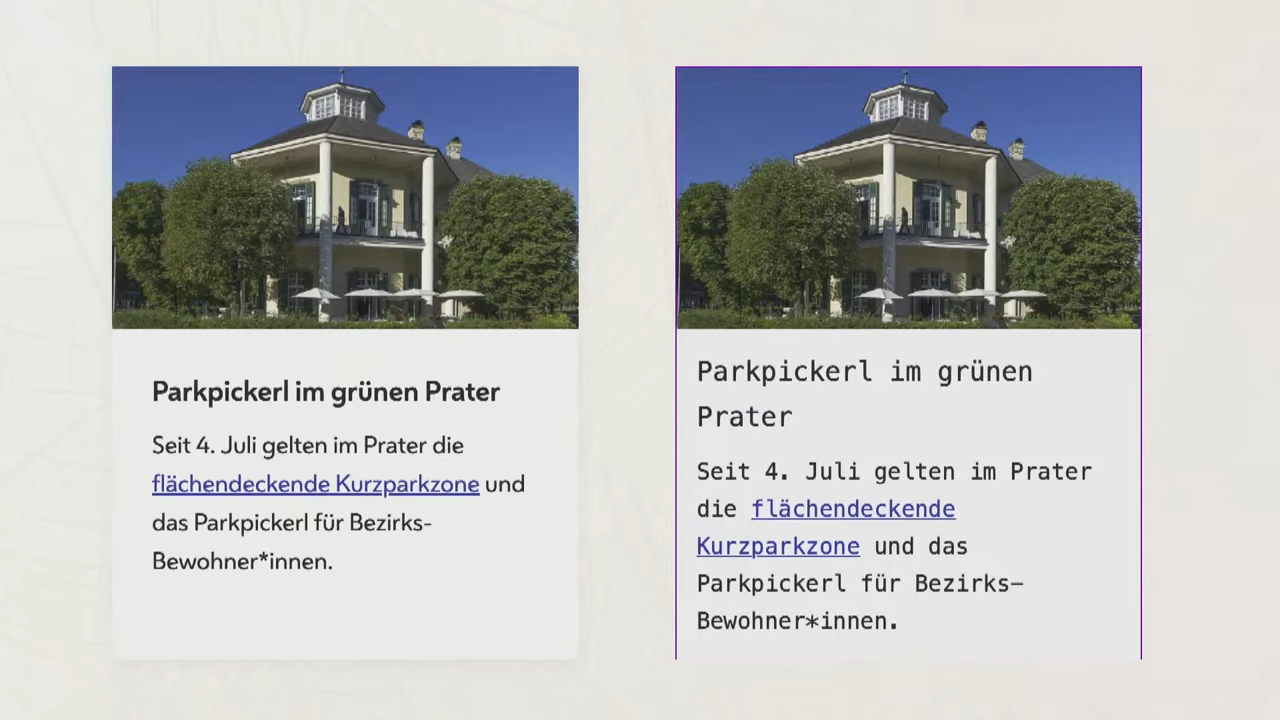 Parkpickerl im grünen Prater
Seit 4. Juli gelten im Prater die
flächendeckende Kurzparkzone und
das Parkpickerl für Bezirks-
Bewohner*innen.
Parkpickerl im grünen
Prater
Seit 4. Juli gelten im Prater
die flächendeckende
Kurzparkzone und das
Parkpickerl für Bezirks–
Bewohner*innen.